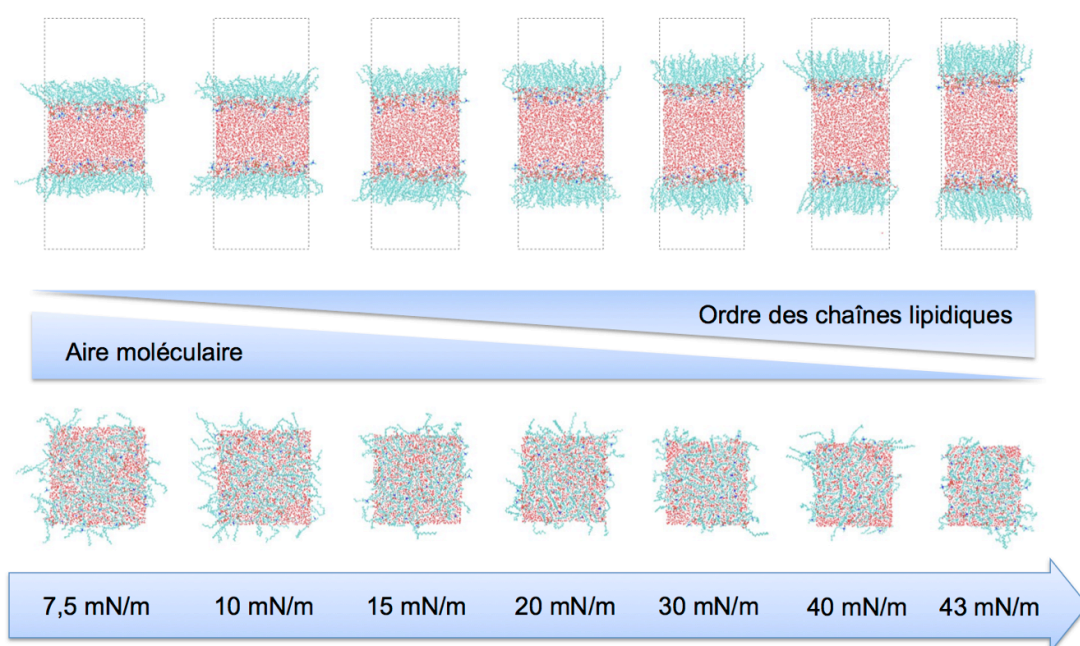 Ordre des chaînes lipidiques
Aire moléculaire
7,5 mN/m 10 mN/m 15 mN/m 20 mN/m 30 mN/m 40 mN/m 43 mN/m